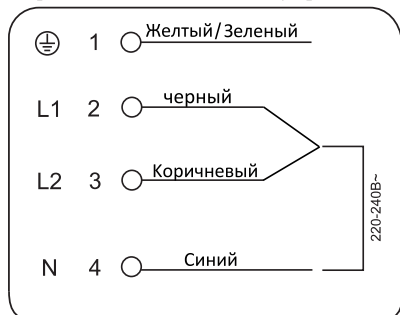 1 Желтый/Зеленый
L1 2 черный
L2 3 Коричневый
N 4 Синий
220-240В~